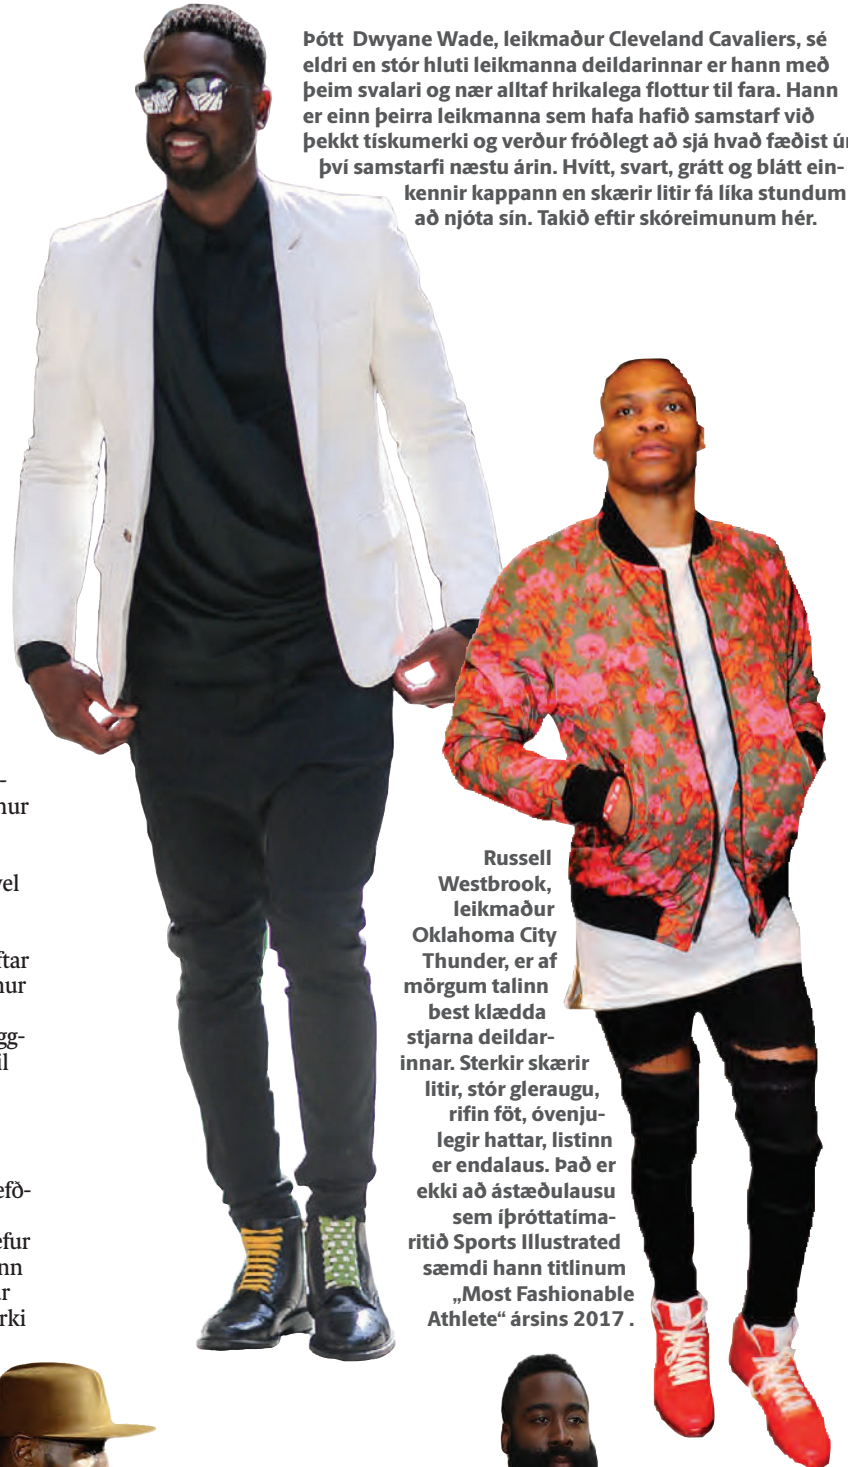 Þótt Dwyane Wade, leikmaður Cleveland Cavaliers, sé
eldri en stór hluti leikmanna deildarinnar er hann með
þeim svalari og nær alltaf hrikalega flottur til fara. Hann
er einn þeirra leikmanna sem hafa hafið samstarf við
þekkt tískumerki og verður fróðlegt að sjá hvað fæðist úr
því samstarfi næstu árin. Hvítt, svart, grátt og blátt ein-
kennir kappann en skærir litir fá líka stundum
að njóta sín. Takið eftir skóreimunum hér.
Russell
Westbrook,
leikmaður
Oklahoma City
Thunder, er af
mörgum talinn
best klædda
stjarna deildar-
innar. Sterkir skærir
litir, stór gleraugu,
rifin föt, óvenju-
legir hattar, listinn
er endalaus. Það er
ekki að ástæðulausu
sem íþróttatíma-
ritið Sports Illustrated
sæmdi hann titlinum
„Most Fashionable
Athlete“ ársins 2017 .